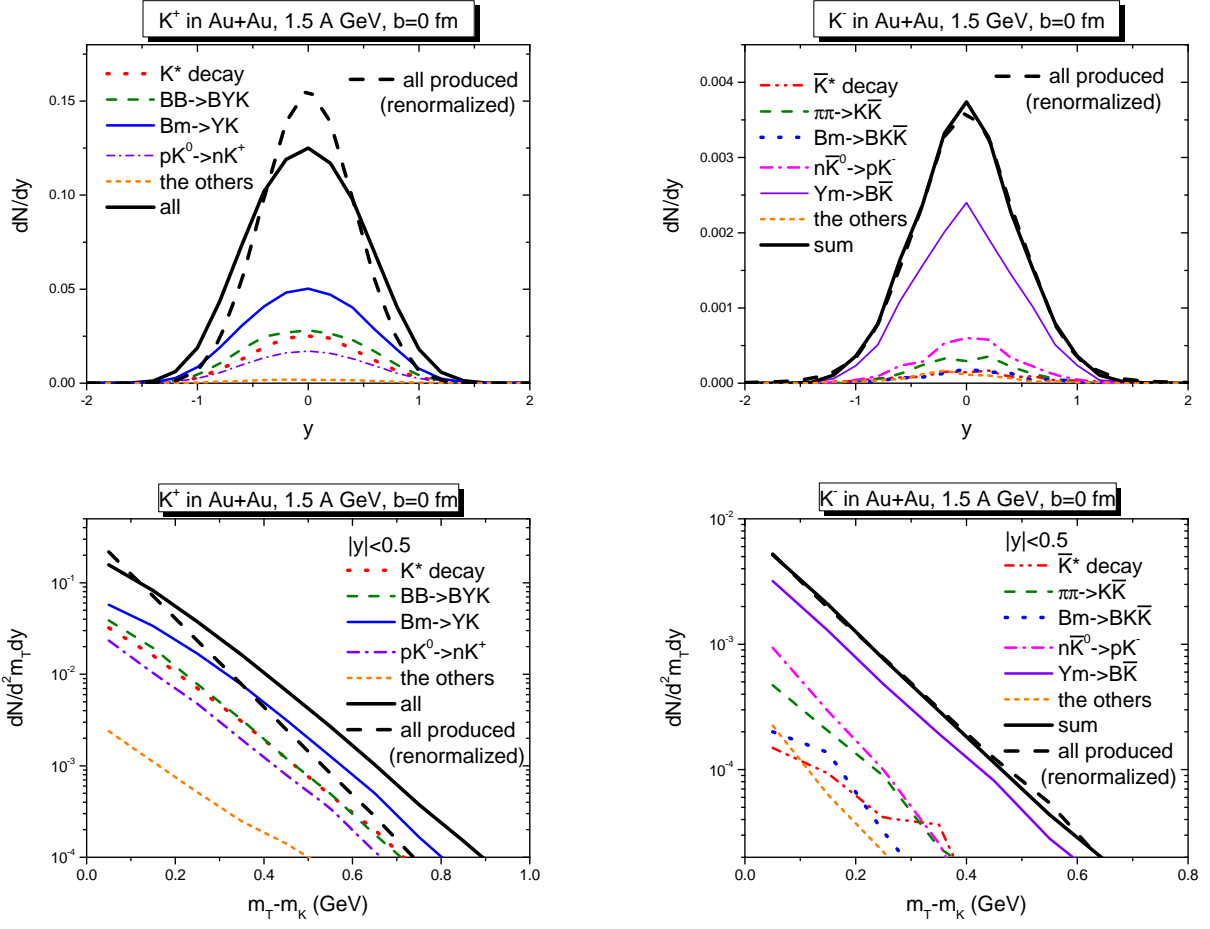 K⁺ in Au+Au, 1.5 A GeV, b=0 fm
dN/dy
0.15
0.10
0.05
0.00
-2
-1
0
1
2
y
K* decay
BB->BYK
Bm->YK
pK⁰->nK⁺
the others
all
all produced
(renormalized)
K⁻ in Au+Au, 1.5 GeV, b=0 fm
dN/dy
0.004
0.003
0.002
0.001
0.000
-2
-1
0
1
2
y
K̅* decay
ππ->KK̅
Bm->BKK̅
nK̅⁰->pK⁻
Ym->BK̅
the others
sum
all produced
(renormalized)
K⁺ in Au+Au, 1.5 A GeV, b=0 fm
dN/d²m_Tdy
10⁻¹
10⁻²
10⁻³
10⁻⁴
0.0
0.2
0.4
0.6
0.8
1.0
m_T-m_K (GeV)
|y|<0.5
K* decay
BB->BYK
Bm->YK
pK⁰->nK⁺
the others
all
all produced
(renormalized)
K⁻ in Au+Au, 1.5 A GeV, b=0 fm
dN/d²m_Tdy
10⁻²
10⁻³
10⁻⁴
0.0
0.2
0.4
0.6
0.8
m_T-m_K (GeV)
|y|<0.5
K̅* decay
ππ->KK̅
Bm->BKK̅
nK̅⁰->pK⁻
Ym->BK̅
the others
sum
all produced
(renormalized)